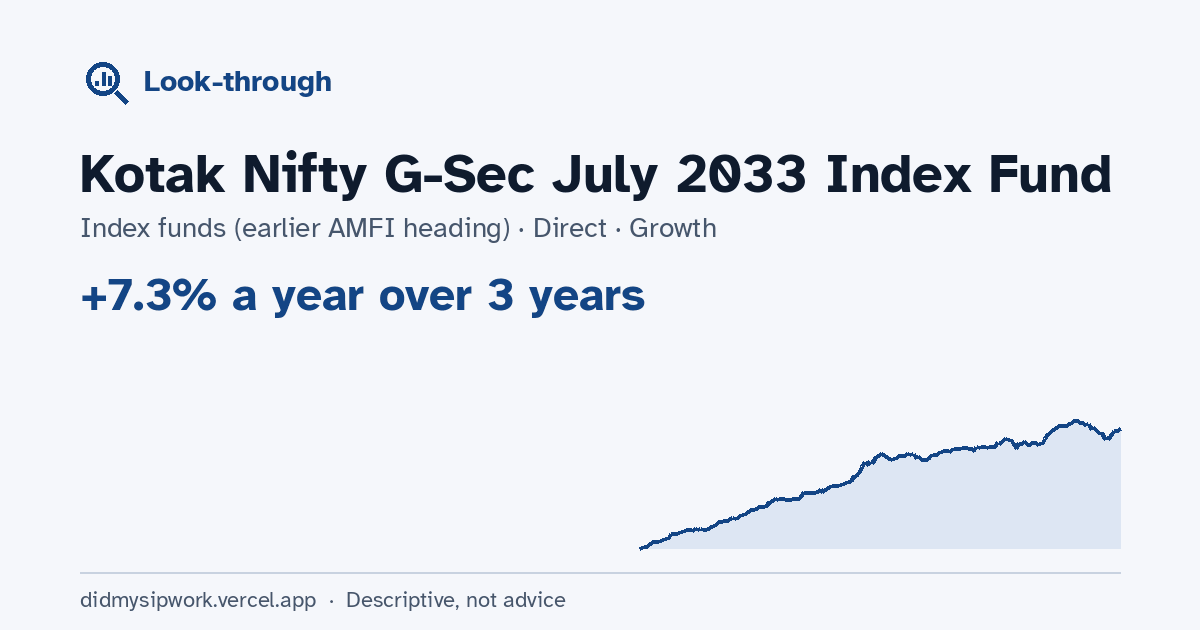 Look-through
Kotak Nifty G-Sec July 2033 Index Fund
Index funds (earlier AMFI heading) · Direct · Growth
+7.3% a year over 3 years
didmysipwork.vercel.app · Descriptive, not advice